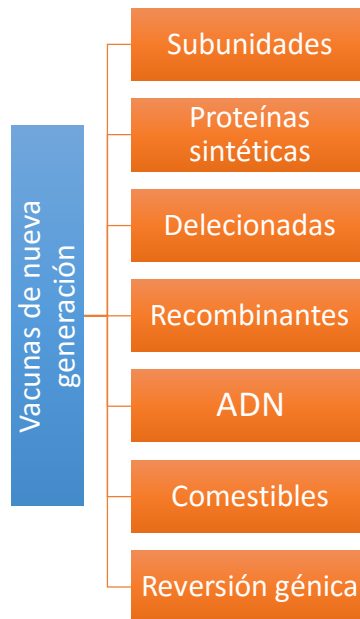 Vacunas de nueva
generación
Subunidades
Proteínas
sintéticas
Delecionadas
Recombinantes
ADN
Comestibles
Reversión génica